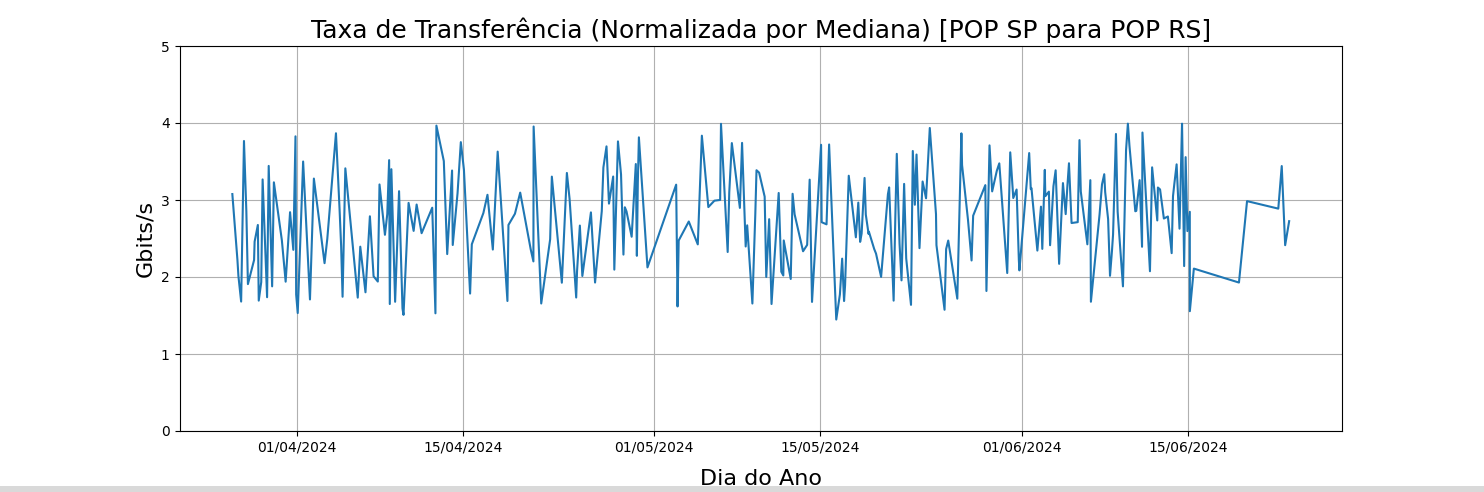 Taxa de Transferência (Normalizada por Mediana) [POP SP para POP RS]
5
4
3
2
1
0
Gbits/s
01/04/2024 15/04/2024 01/05/2024 15/05/2024 01/06/2024 15/06/2024
Dia do Ano